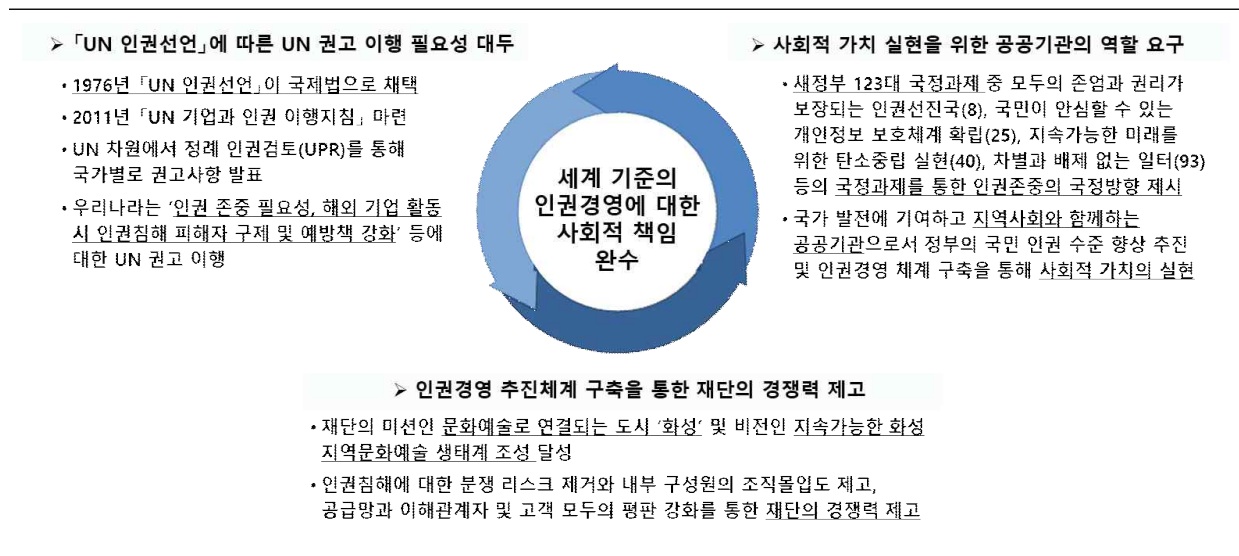 ➢ 「UN 인권선언」에 따른 UN 권고 이행 필요성 대두
• 1976년 「UN 인권선언」이 국제법으로 채택
• 2011년 「UN 기업과 인권 이행지침」 마련
• UN 차원에서 정례 인권검토(UPR)를 통해
국가별로 권고사항 발표
• 우리나라는 ‘인권 존중 필요성, 해외 기업 활동
시 인권침해 피해자 구제 및 예방책 강화’ 등에
대한 UN 권고 이행
➢ 사회적 가치 실현을 위한 공공기관의 역할 요구
• 새정부 123대 국정과제 중 모두의 존엄과 권리가
보장되는 인권선진국(8), 국민이 안심할 수 있는
개인정보 보호체계 확립(25), 지속가능한 미래를
위한 탄소중립 실현(40), 차별과 배제 없는 일터(93)
등의 국정과제를 통한 인권존중의 국정방향 제시
• 국가 발전에 기여하고 지역사회와 함께하는
공공기관으로서 정부의 국민 인권 수준 향상 추진
및 인권경영 체계 구축을 통해 사회적 가치의 실현
세계 기준의
인권경영에 대한
사회적 책임
완수
➢ 인권경영 추진체계 구축을 통한 재단의 경쟁력 제고
• 재단의 미션인 문화예술로 연결되는 도시 ‘화성’ 및 비전인 지속가능한 화성
지역문화예술 생태계 조성 달성
• 인권침해에 대한 분쟁 리스크 제거와 내부 구성원의 조직몰입도 제고,
공급망과 이해관계자 및 고객 모두의 평판 강화를 통한 재단의 경쟁력 제고